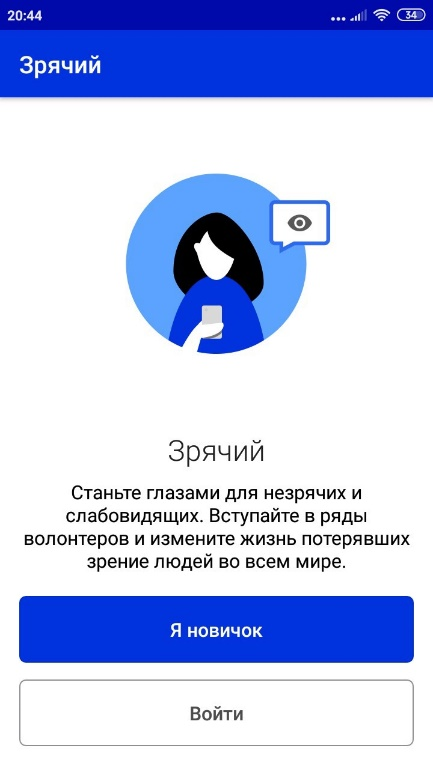 20:44
34
Зрячий
Зрячий
Станьте глазами для незрячих и
слабовидящих. Вступайте в ряды
волонтеров и измените жизнь потерявших
зрение людей во всем мире.
Я новичок
Войти